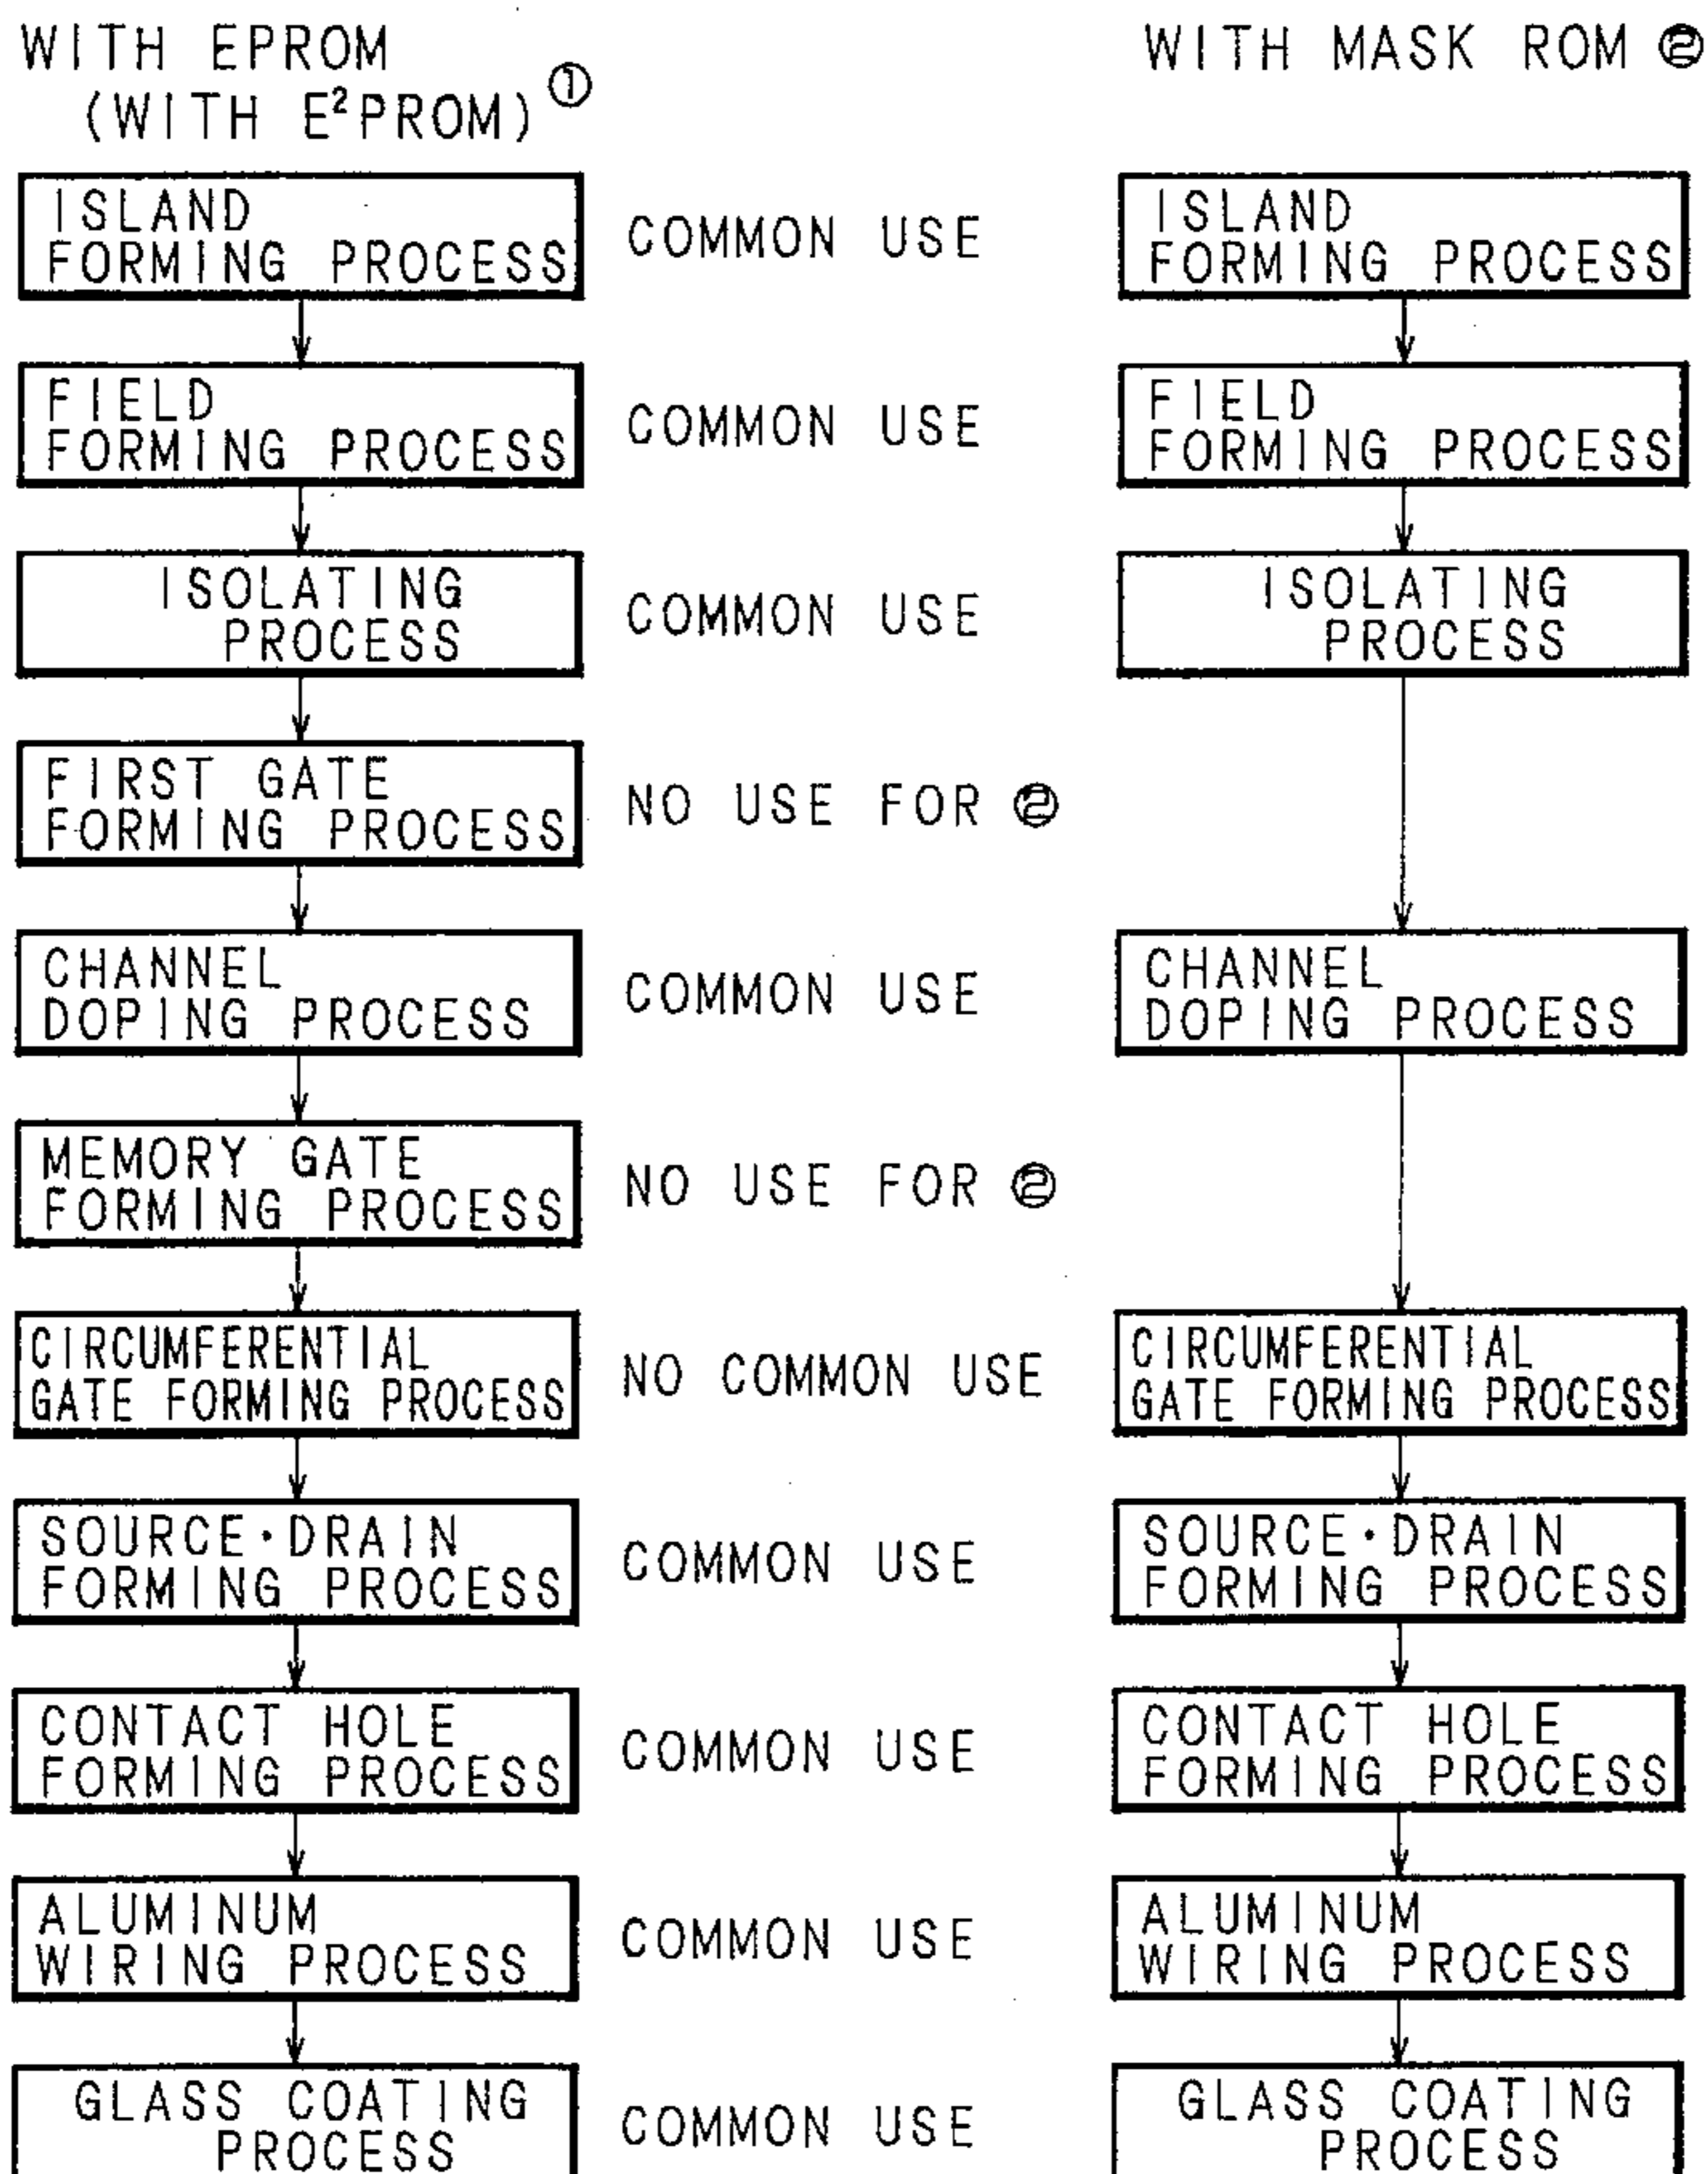 WITH EPROM
(WITH E²PROM) ①
WITH MASK ROM ②
ISLAND
FORMING PROCESS
COMMON USE
ISLAND
FORMING PROCESS
FIELD
FORMING PROCESS
COMMON USE
FIELD
FORMING PROCESS
ISOLATING
PROCESS
COMMON USE
ISOLATING
PROCESS
FIRST GATE
FORMING PROCESS
NO USE FOR ②
CHANNEL
DOPING PROCESS
COMMON USE
CHANNEL
DOPING PROCESS
MEMORY GATE
FORMING PROCESS
NO USE FOR ②
CIRCUMFERENTIAL
GATE FORMING PROCESS
NO COMMON USE
CIRCUMFERENTIAL
GATE FORMING PROCESS
SOURCE·DRAIN
FORMING PROCESS
COMMON USE
SOURCE·DRAIN
FORMING PROCESS
CONTACT HOLE
FORMING PROCESS
COMMON USE
CONTACT HOLE
FORMING PROCESS
ALUMINUM
WIRING PROCESS
COMMON USE
ALUMINUM
WIRING PROCESS
GLASS COATING
PROCESS
COMMON USE
GLASS COATING
PROCESS